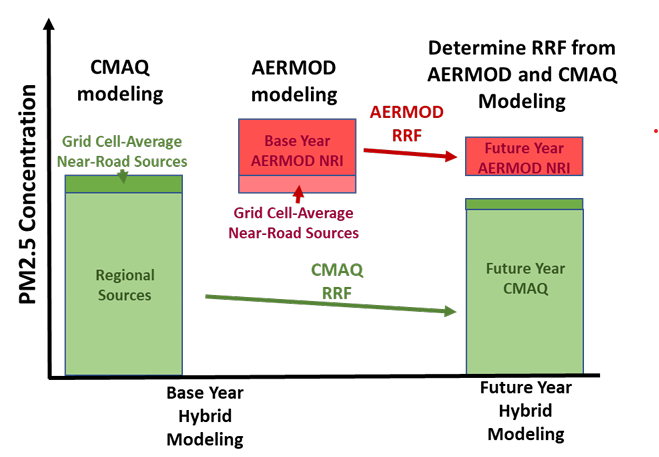 CMAQ
modeling
AERMOD
modeling
Determine RRF from
AERMOD and CMAQ
Modeling
PM2.5 Concentration
Grid Cell-Average
Near-Road Sources
Base Year
AERMOD NRI
AERMOD
RRF
Future Year
AERMOD NRI
Grid Cell-Average
Near-Road Sources
Regional
Sources
CMAQ
RRF
Future Year
CMAQ
Base Year
Hybrid
Modeling
Future Year
Hybrid
Modeling